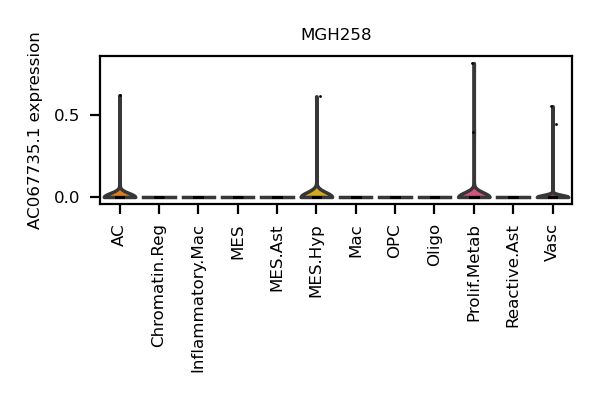 MGH258
AC067735.1 expression
0.5
0.0
AC
Chromatin.Reg
Inflammatory.Mac
MES
MES.Ast
MES.Hyp
Mac
OPC
Oligo
Prolif.Metab
Reactive.Ast
Vasc